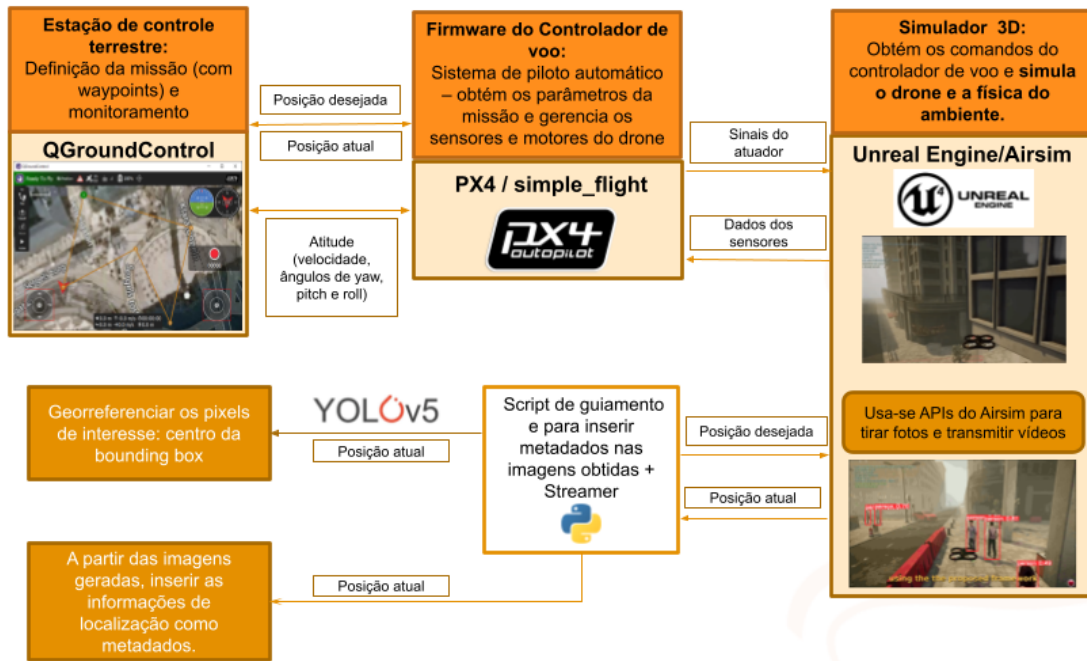 Estação de controle
terrestre:
Definição da missão (com
waypoints) e
monitoramento
QGroundControl
Ready To Fly
Posição desejada
Posição atual
Atitude
(velocidade,
ângulos de yaw,
pitch e roll)
Firmware do Controlador de
voo:
Sistema de piloto automático
– obtém os parâmetros da
missão e gerencia os
sensores e motores do drone
PX4 / simple_flight
px4
autopilot
Sinais do
atuador
Dados dos
sensores
Simulador 3D:
Obtém os comandos do
controlador de voo e simula
o drone e a física do
ambiente.
Unreal Engine/Airsim
UNREAL
ENGINE
Usa-se APIs do Airsim para
tirar fotos e transmitir vídeos
Georreferenciar os pixels
de interesse: centro da
bounding box
YOLOv5
Posição atual
Script de guiamento
e para inserir
metadados nas
imagens obtidas +
Streamer
Posição desejada
Posição atual
A partir das imagens
geradas, inserir as
informações de
localização como
metadados.
Posição atual